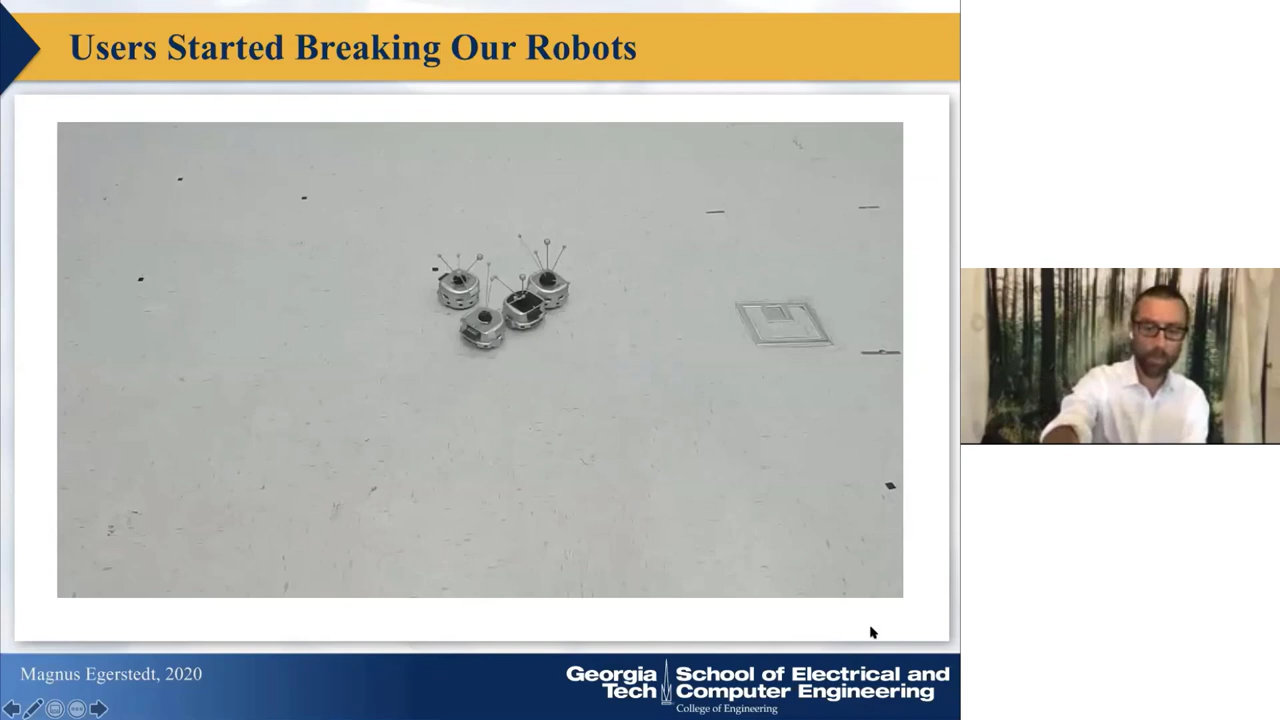 Users Started Breaking Our Robots
Magnus Egerstedt, 2020
Georgia
Tech
School of Electrical and
Computer Engineering
College of Engineering